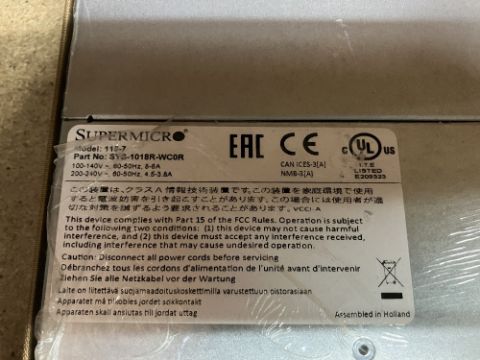 SUPERMICRO
Model: 119-7
Part No: SYS-1018R-WC0R
100-140V~, 60-50Hz, 8-6A
200-240V~, 60-50Hz, 4.5-3.8A
EAC CE
CAN ICES-3(A)
NMB-3(A)
C UL US
I.T.E
LISTED
この装置は、クラスA情報技術装置です。この装置を家庭環境で使用
すると電波妨害を引き起こすことがあります。この場合には使用者が適
切な対策を講ずるよう要求されることがあります。 VCCI-A
This device complies with Part 15 of the FCC Rules. Operation is subject
to the following two conditions: (1) this device may not cause harmful
interference, and (2) this device must accept any interference received,
including interference that may cause undesired operation.
Caution: Disconnect all power cords before servicing
Débranchez tous les cordons d'alimentation de l'unité avant d'intervenir
Ziehen Sie alle Netzkabel vor der Wartung
Laite on liitettävä suojamaadoituskoskettimilla varustettuun pistorasiaan
Apparatet må tilkobles jordet stikkontakt
Apparaten skall anslutas till jordat uttag
Assembled in Holland